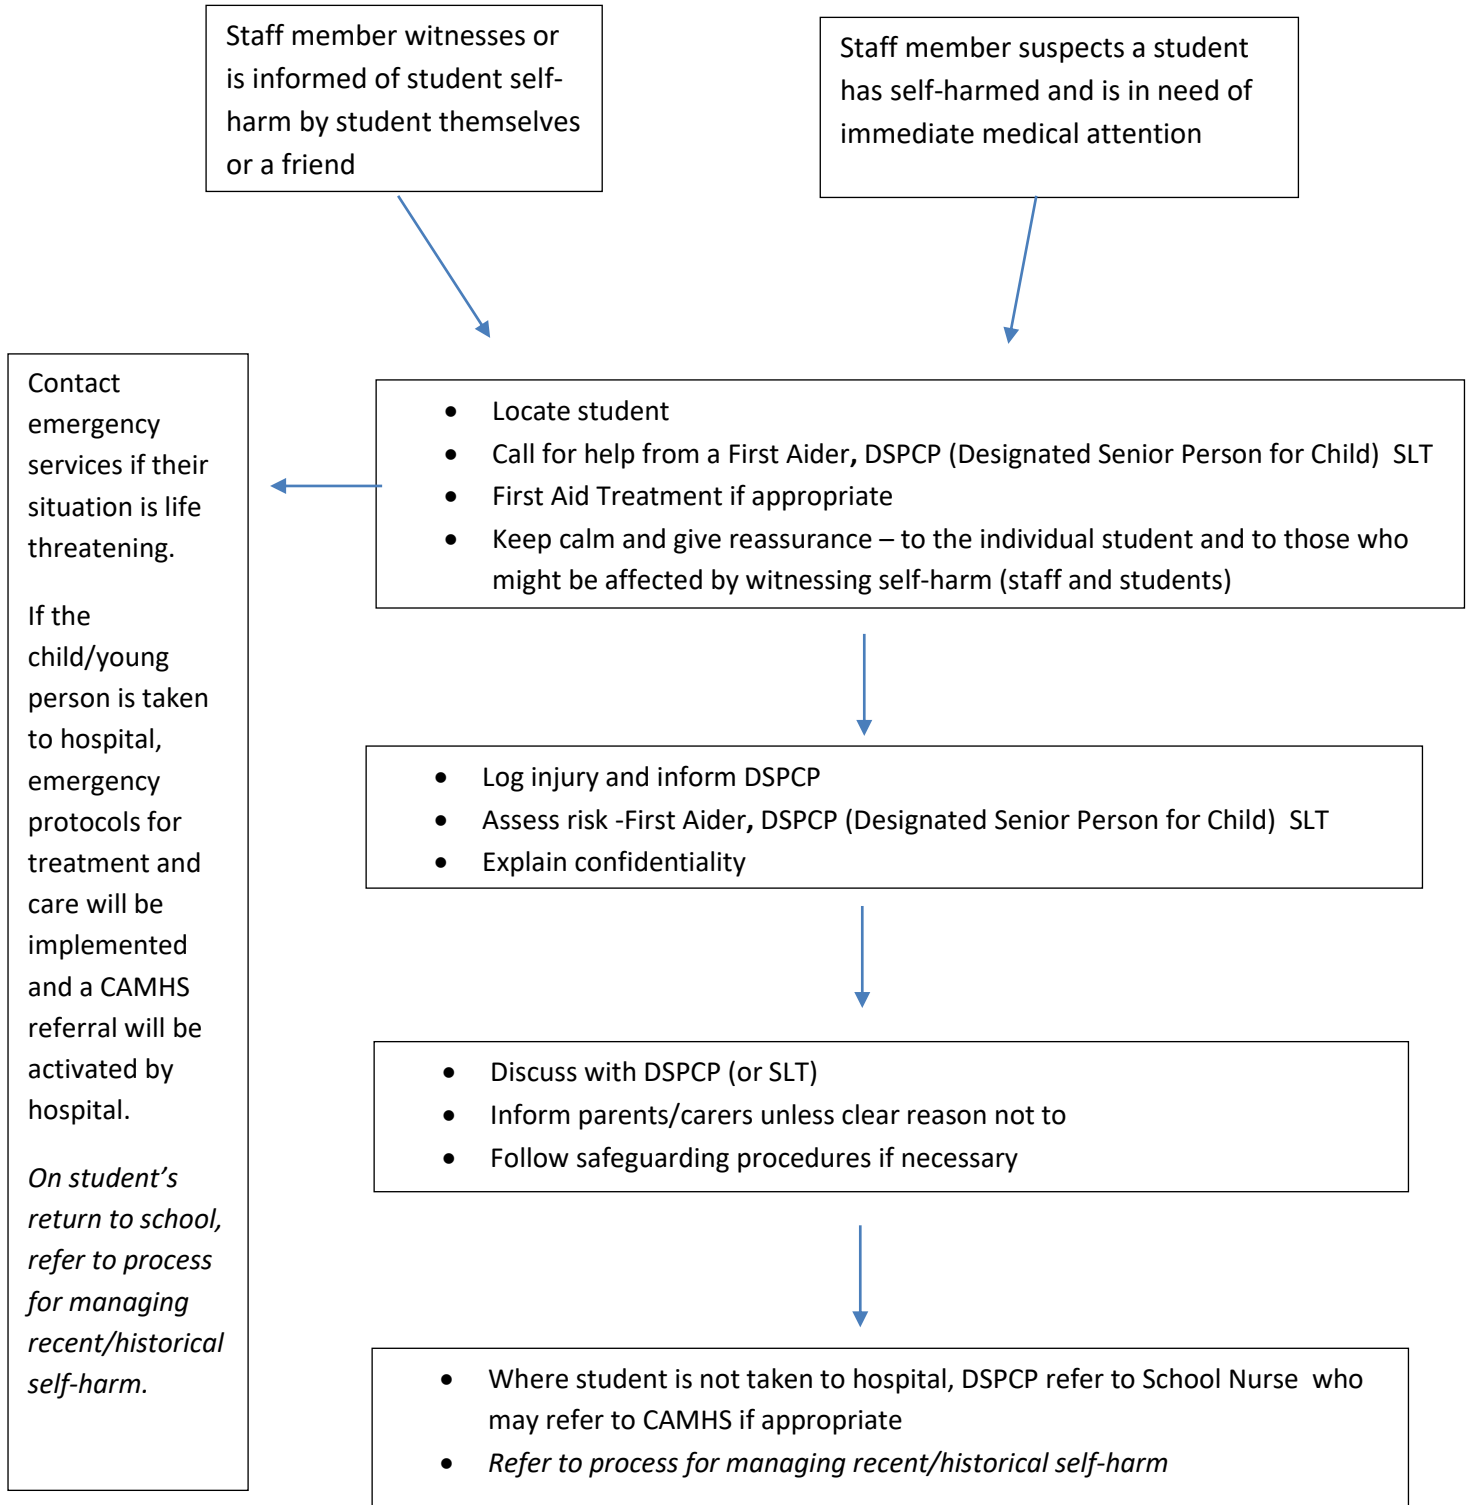 Staff member witnesses or
is informed of student self-
harm by student themselves
or a friend
Staff member suspects a student
has self-harmed and is in need of
immediate medical attention
Contact
emergency
services if their
situation is life
threatening.
If the
child/young
person is taken
to hospital,
emergency
protocols for
treatment and
care will be
implemented
and a CAMHS
referral will be
activated by
hospital.
On student’s
return to school,
refer to process
for managing
recent/historical
self-harm.
• Locate student
• Call for help from a First Aider, DSPCP (Designated Senior Person for Child)  SLT
• First Aid Treatment if appropriate
• Keep calm and give reassurance – to the individual student and to those who
might be affected by witnessing self-harm (staff and students)
• Log injury and inform DSPCP
• Assess risk -First Aider, DSPCP (Designated Senior Person for Child)  SLT
• Explain confidentiality
• Discuss with DSPCP (or SLT)
• Inform parents/carers unless clear reason not to
• Follow safeguarding procedures if necessary
• Where student is not taken to hospital, DSPCP refer to School Nurse  who
may refer to CAMHS if appropriate
• Refer to process for managing recent/historical self-harm